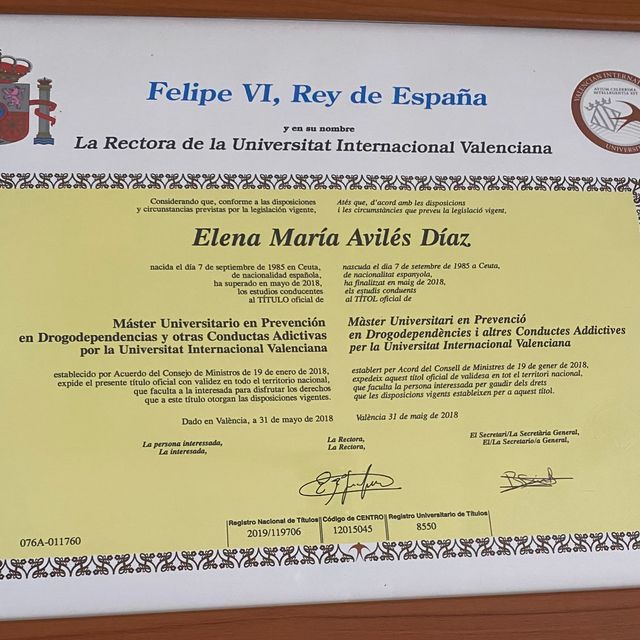 Felipe VI, Rey de España
y en su nombre
La Rectora de la Universitat Internacional Valenciana
VALENCIAN INTERNA
UNIVERS
Considerando que, conforme a las disposiciones
y circunstancias previstas por la legislación vigente,
Atés que, d'acord amb les disposicions
i les circumstàncies que preveu la legislació vigent,
Elena María Avilés Díaz
nacida el día 7 de septiembre de 1985 en Ceuta,
de nacionalidad española,
ha superado en mayo de 2018,
los estudios conducentes
al TÍTULO oficial de
nascuda el dia 7 de setembre de 1985 a Ceuta,
de nacionalitat espanyola,
ha finalitzat en maig de 2018,
els estudis conduents
al TÍTOL oficial de
Máster Universitario en Prevención
en Drogodependencias y otras Conductas Adictivas
por la Universitat Internacional Valenciana
Màster Universitari en Prevenció
en Drogodependències i altres Conductes Addictives
per la Universitat Internacional Valenciana
establecido por Acuerdo del Consejo de Ministros de 19 de enero de 2018,
expide el presente título oficial con validez en todo el territorio nacional,
que faculta a la interesada para disfrutar los derechos
que a este título otorgan las disposiciones vigentes.
establert per Acord del Consell de Ministres de 19 de gener de 2018,
expedeix aquest títol oficial de validesa en tot el territori nacional,
que faculta la persona interessada per gaudir dels drets
que les disposicions vigents estableixen per a aquest títol.
Dado en València, a 31 de mayo de 2018
València 31 de maig de 2018
La persona interessada,
La interesada,
La Rectora,
La Rectora,
El Secretari/La Secretària General,
El/La Secretario/a General,
076A-011760
Registro Nacional de Títulos
2019/119706
Código de CENTRO
12015045
Registro Universitario de Títulos
8550